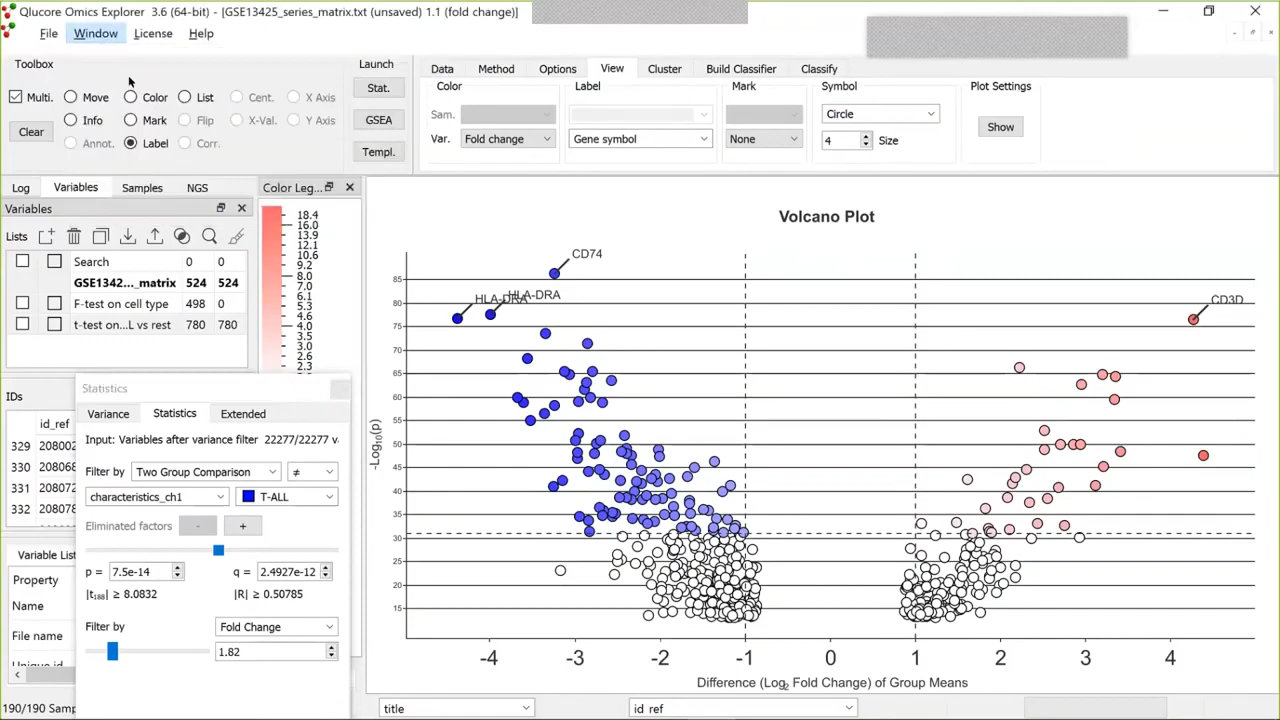 Qlucore Omics Explorer 3.6 (64-bit) - [GSE13425_series_matrix.txt (unsaved) 1.1 (fold change)]
File Window License Help
Toolbox Launch
Multi. Move Color List Cent. X Axis Stat.
Info Mark Flip X-Val. Y Axis GSEA
Clear Annot. Label Corr. Templ.
Data Method Options View Cluster Build Classifier Classify
Color Label Mark Symbol Plot Settings
Sam. Circle Show
Var. Fold change Gene symbol None 4 Size
Log Variables Samples NGS
Variables
Lists
Search 0 0
GSE1342..._matrix 524 524
F-test on cell type 498 0
t-test on...L vs rest 780 780
IDs
id_ref
329 208002
330 208068
331 208072
332 208078
Variable List
Property
Name
File name
Unique id
190/190 Samp
Color Leg...
18.4
16.0
13.9
12.1
10.6
9.2
8.0
7.0
6.1
5.3
4.6
4.0
3.5
3.0
2.6
2.3
Statistics
Variance Statistics Extended
Input: Variables after variance filter 22277/22277 v
Filter by Two Group Comparison ≠
characteristics_ch1 T-ALL
Eliminated factors - +
p = 7.5e-14 q = 2.4927e-12
|t188| ≥ 8.0832 |R| ≥ 0.50785
Filter by Fold Change
1.82
Volcano Plot
CD74
HLA-DRA
HLA-DRA
CD3D
-Log10(p)
85
80
75
70
65
60
55
50
45
40
35
30
25
20
15
-4 -3 -2 -1 0 1 2 3 4
Difference (Log2 Fold Change) of Group Means
title id_ref